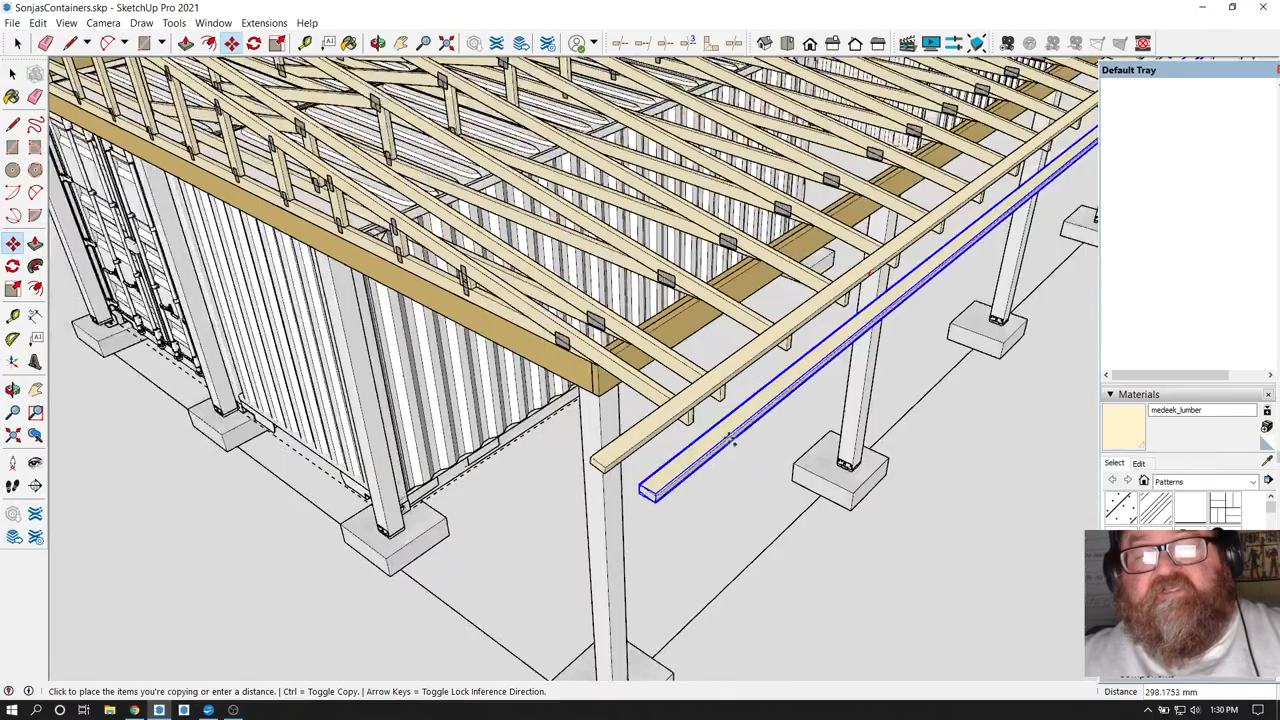 SonjasContainers.skp - SketchUp Pro 2021
File Edit View Camera Draw Tools Window Extensions Help
3
Default Tray
Materials
medeek_lumber
Select Edit
Patterns
Click to place the items you're copying or enter a distance. | Ctrl = Toggle Copy. | Arrow Keys = Toggle Lock Inference Direction.
Distance 298.1753 mm
1:30 PM